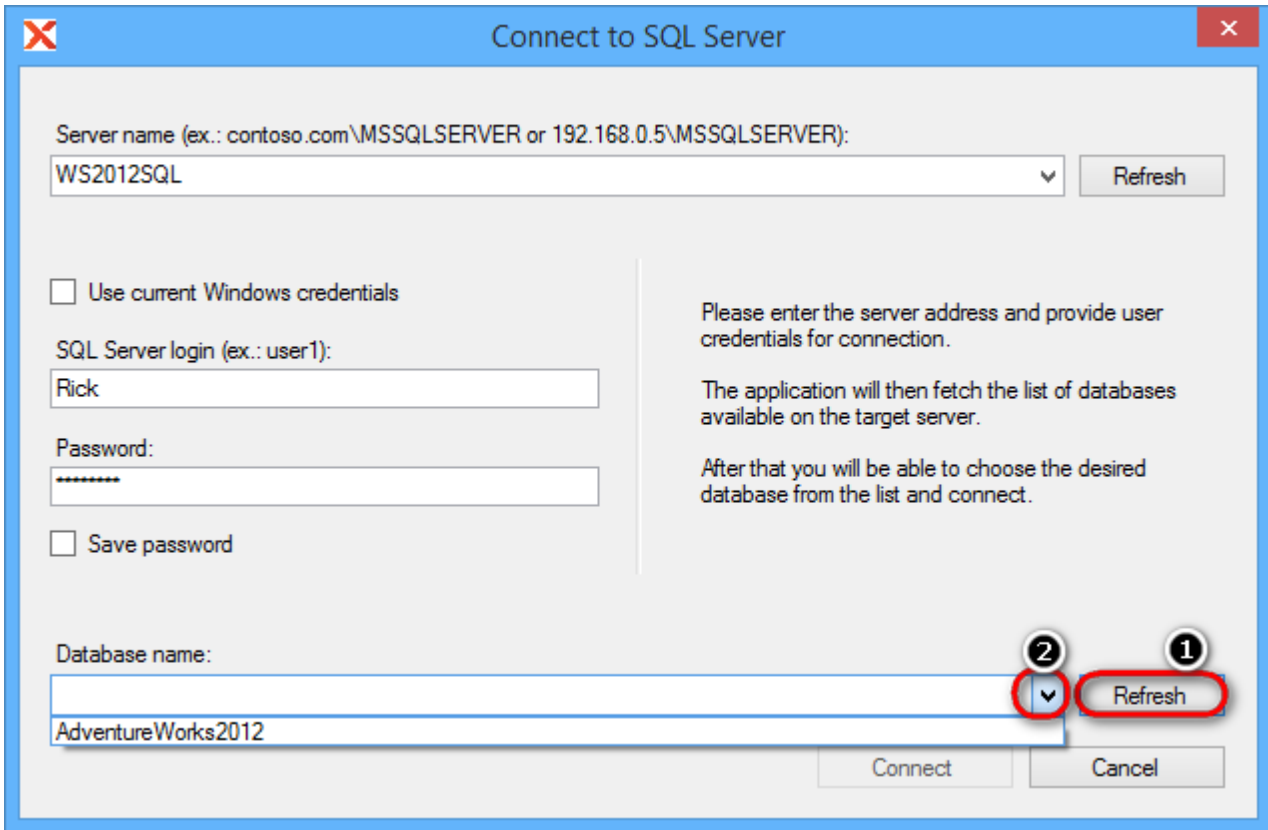 Connect to SQL Server
Server name (ex.: contoso.com\MSSQLSERVER or 192.168.0.5\MSSQLSERVER):
WS2012SQL
Refresh
Use current Windows credentials
SQL Server login (ex.: user1):
Rick
Password:
********
Save password
Please enter the server address and provide user
credentials for connection.
The application will then fetch the list of databases
available on the target server.
After that you will be able to choose the desired
database from the list and connect.
Database name:
2
1
Refresh
AdventureWorks2012
Connect
Cancel